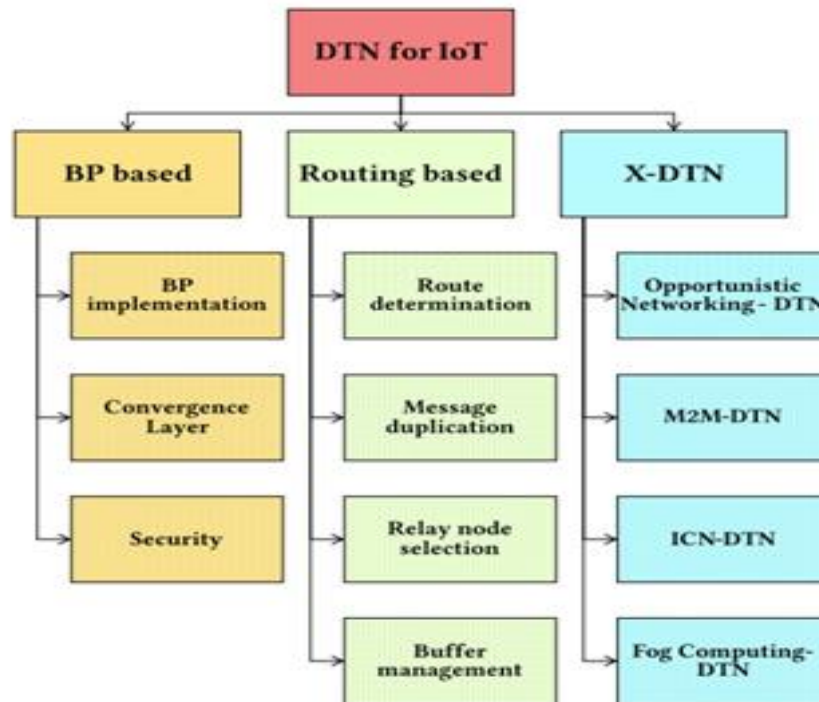 DTN for IoT
BP based
Routing based
X-DTN
BP
implementation
Route
determination
Opportunistic
Networking - DTN
Convergence
Layer
Message
duplication
M2M-DTN
Security
Relay node
selection
ICN-DTN
Buffer
management
Fog Computing-
DTN